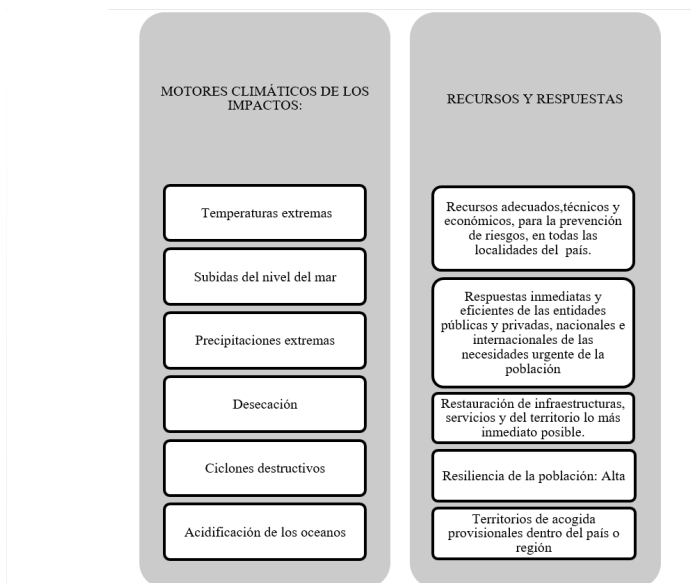 MOTORES CLIMÁTICOS DE LOS
IMPACTOS:
Temperaturas extremas
Subidas del nivel del mar
Precipitaciones extremas
Desecación
Ciclones destructivos
Acidificación de los oceanos
RECURSOS Y RESPUESTAS
Recursos adecuados,técnicos y
económicos, para la prevención
de riesgos, en todas las
localidades del  país.
Respuestas inmediatas y
eficientes de las entidades
públicas y privadas, nacionales e
internacionales de las
necesidades urgente de la
población
Restauración de infraestructuras,
servicios y del territorio lo más
inmediato posible.
Resiliencia de la población: Alta
Territorios de acogida
provisionales dentro del país o
región